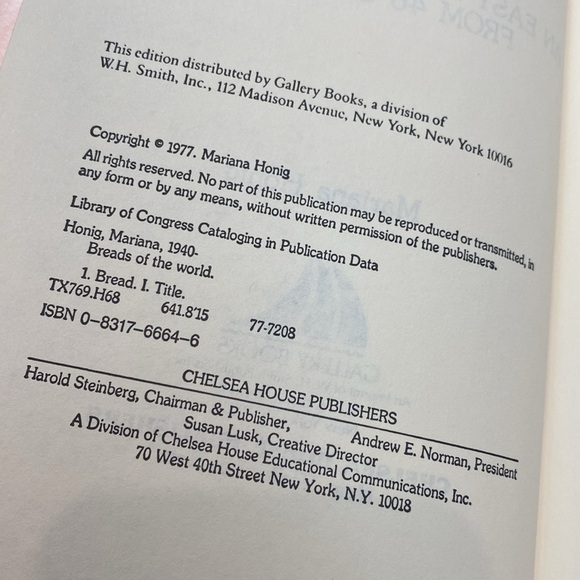 This edition distributed by Gallery Books, a division of
W.H. Smith, Inc., 112 Madison Avenue, New York, New York 10016
Copyright © 1977. Mariana Honig
All rights reserved. No part of this publication may be reproduced or transmitted, in
any form or by any means, without written permission of the publishers.
Library of Congress Cataloging in Publication Data
Honig, Mariana, 1940-
Breads of the world.
1. Bread. I. Title.
TX769.H68 641.8'15 77-7208
ISBN 0-8317-6664-6
CHELSEA HOUSE PUBLISHERS
Harold Steinberg, Chairman & Publisher, Andrew E. Norman, President
Susan Lusk, Creative Director
A Division of Chelsea House Educational Communications, Inc.
70 West 40th Street New York, N.Y. 10018